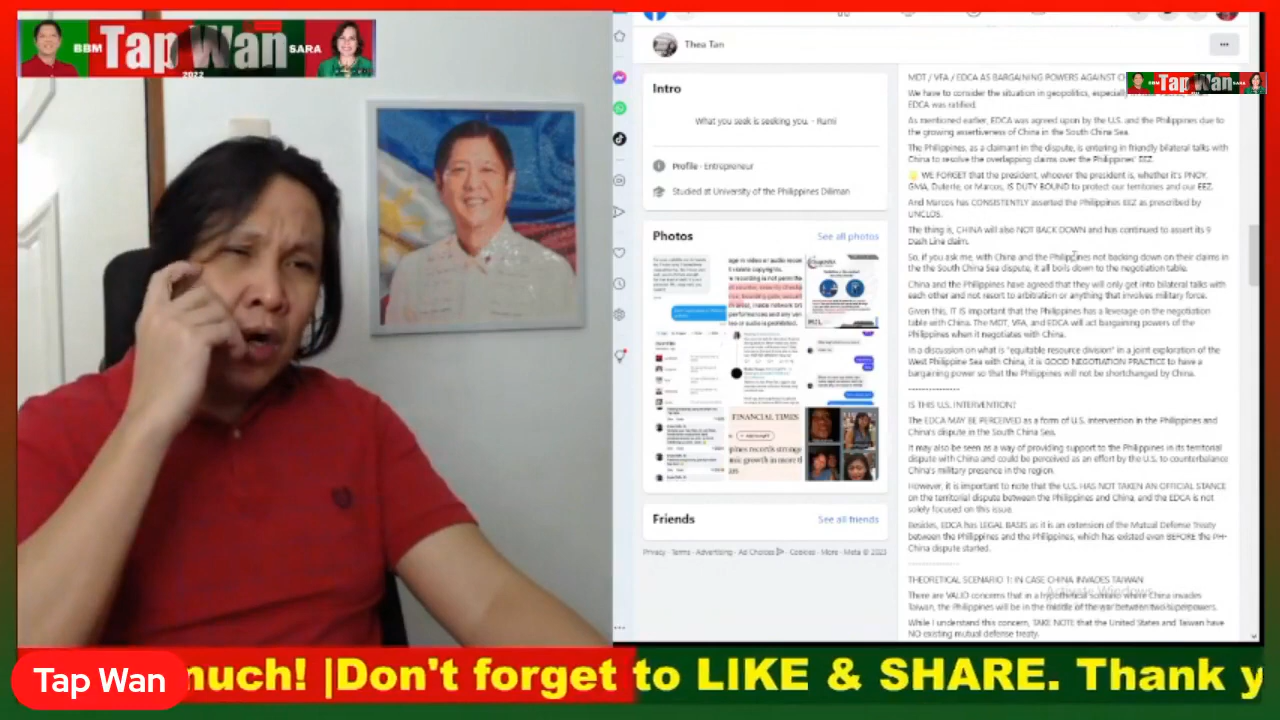 BBM Tap Wan SARA
2022
Thea Tan
Intro
What you seek is seeking you. - Rumi
Profile · Entrepreneur
Studied at University of the Philippines Diliman
Photos
See all photos
FINANCIAL TIMES
Friends
See all friends
Privacy · Terms · Advertising · Ad Choices · Cookies · More · Meta © 2023
MDT / VFA / EDCA AS BARGAINING POWERS AGAINST
Tap Wan
We have to consider the situation in geopolitics, especially
EDCA was ratified.
As mentioned earlier, EDCA was agreed upon by the U.S. and the Philippines due to
the growing assertiveness of China in the South China Sea.
The Philippines, as a claimant in the dispute, is entering in friendly bilateral talks with
China to resolve the overlapping claims over the Philippines' EEZ.
WE FORGET that the president, whoever the president is, whether it's PNOY,
GMA, Duterte, or Marcos, IS DUTY BOUND to protect our territories and our EEZ.
And Marcos has CONSISTENTLY asserted the Philippines EEZ as prescribed by
UNCLOS.
The thing is, CHINA will also NOT BACK DOWN and has continued to assert its 9
Dash Line claim.
So, if you ask me, with China and the Philippines not backing down on their claims in
the the South China Sea dispute, it all boils down to the negotiation table.
China and the Philippines have agreed that they will only get into bilateral talks with
each other and not resort to arbitration or anything that involves military force.
Given this, IT IS important that the Philippines has a leverage on the negotiation
table with China. The MDT, VFA, and EDCA will act bargaining powers of the
Philippines when it negotiates with China.
In a discussion on what is "equitable resource division" in a joint exploration of the
West Philippine Sea with China, it is GOOD NEGOTIATION PRACTICE to have a
bargaining power so that the Philippines will not be shortchanged by China.
---------------
IS THIS U.S. INTERVENTION?
The EDCA MAY BE PERCEIVED as a form of U.S. intervention in the Philippines and
China's dispute in the South China Sea.
It may also be seen as a way of providing support to the Philippines in its territorial
dispute with China and could be perceived as an effort by the U.S. to counterbalance
China's military presence in the region.
However, it is important to note that the U.S. HAS NOT TAKEN AN OFFICIAL STANCE
on the territorial dispute between the Philippines and China, and the EDCA is not
solely focused on this issue.
Besides, EDCA has LEGAL BASIS as it is an extension of the Mutual Defense Treaty
between the Philippines and the Philippines, which has existed even BEFORE the PH-
China dispute started.
---------------
THEORETICAL SCENARIO 1: IN CASE CHINA INVADES TAIWAN
Activate Windows
There are VALID concerns that in a hypothetical scenario where China invades
Taiwan, the Philippines will be in the middle of the war between two superpowers.
While I understand this concern, TAKE NOTE that the United States and Taiwan have
NO existing mutual defense treaty.
Tap Wan
much! |Don't forget to LIKE & SHARE. Thank y